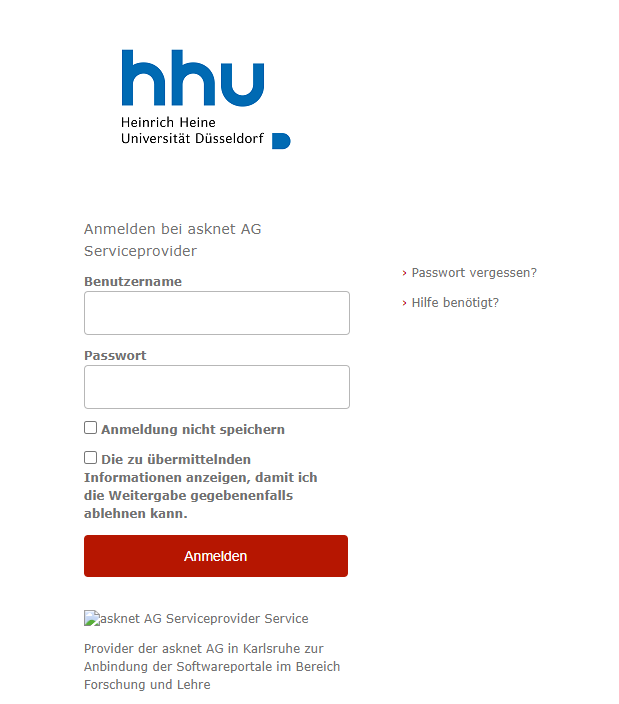 hhu
Heinrich Heine
Universität Düsseldorf
Anmelden bei asknet AG
Serviceprovider
Benutzername
Passwort
Anmeldung nicht speichern
Die zu übermittelnden
Informationen anzeigen, damit ich
die Weitergabe gegebenenfalls
ablehnen kann.
Anmelden
› Passwort vergessen?
› Hilfe benötigt?
asknet AG Serviceprovider Service
Provider der asknet AG in Karlsruhe zur
Anbindung der Softwareportale im Bereich
Forschung und Lehre